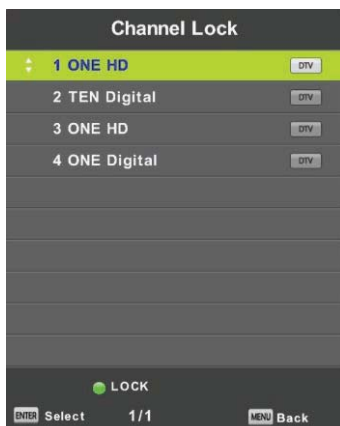 Channel Lock
1 ONE HD DTV
2 TEN Digital DTV
3 ONE HD DTV
4 ONE Digital DTV
LOCK
ENTER Select 1/1 MENU Back